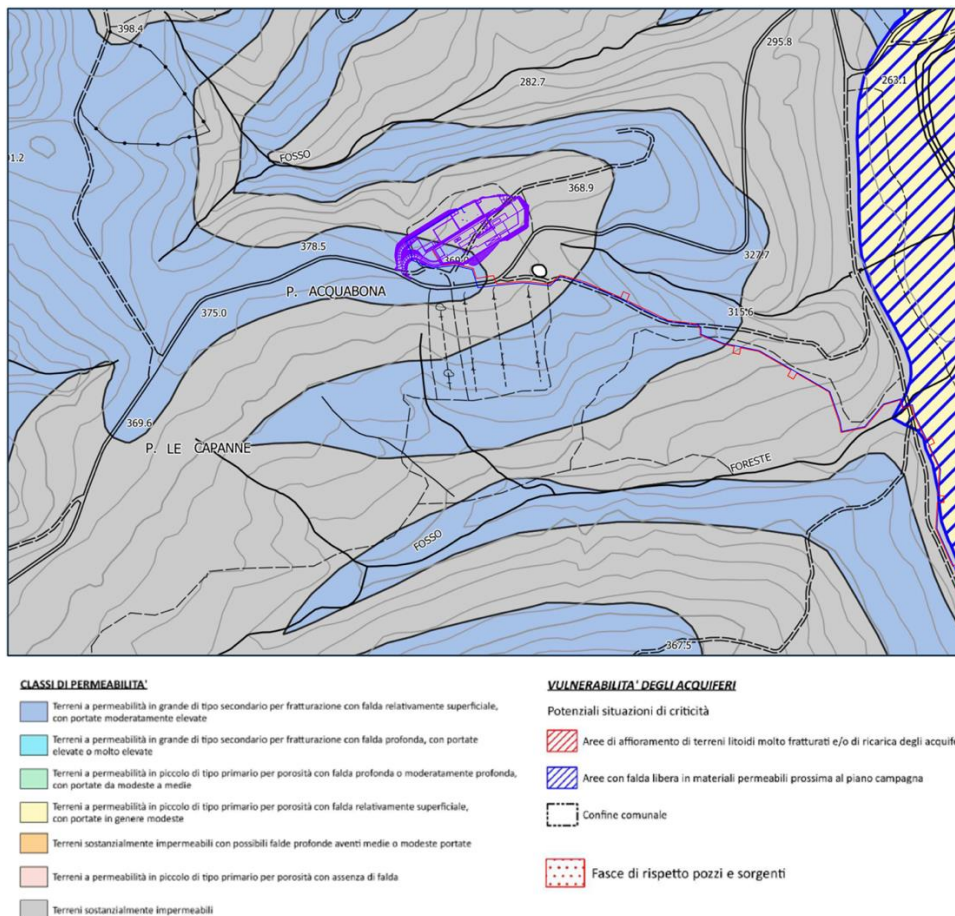 398.4
295.8
282.7
263.1
FOSSO
368.9
378.5
327.7
P. ACQUABONA
375.0
315.6
369.6
P. LE CAPANNE
FORESTE
FOSSO
367.5
CLASSI DI PERMEABILITA'
Terreni a permeabilità in grande di tipo secondario per fratturazione con falda relativamente superficiale,
con portate moderatamente elevate
Terreni a permeabilità in grande di tipo secondario per fratturazione con falda profonda, con portate
elevate o molto elevate
Terreni a permeabilità in piccolo di tipo primario per porosità con falda profonda o moderatamente profonda,
con portate da modeste a medie
Terreni a permeabilità in piccolo di tipo primario per porosità con falda relativamente superficiale,
con portate in genere modeste
Terreni sostanzialmente impermeabili con possibili falde profonde aventi medie o modeste portate
Terreni a permeabilità in piccolo di tipo primario per porosità con assenza di falda
Terreni sostanzialmente impermeabili
VULNERABILITA' DEGLI ACQUIFERI
Potenziali situazioni di criticità
Aree di affioramento di terreni litoidi molto fratturati e/o di ricarica degli acquife
Aree con falda libera in materiali permeabili prossima al piano campagna
Confine comunale
Fasce di rispetto pozzi e sorgenti